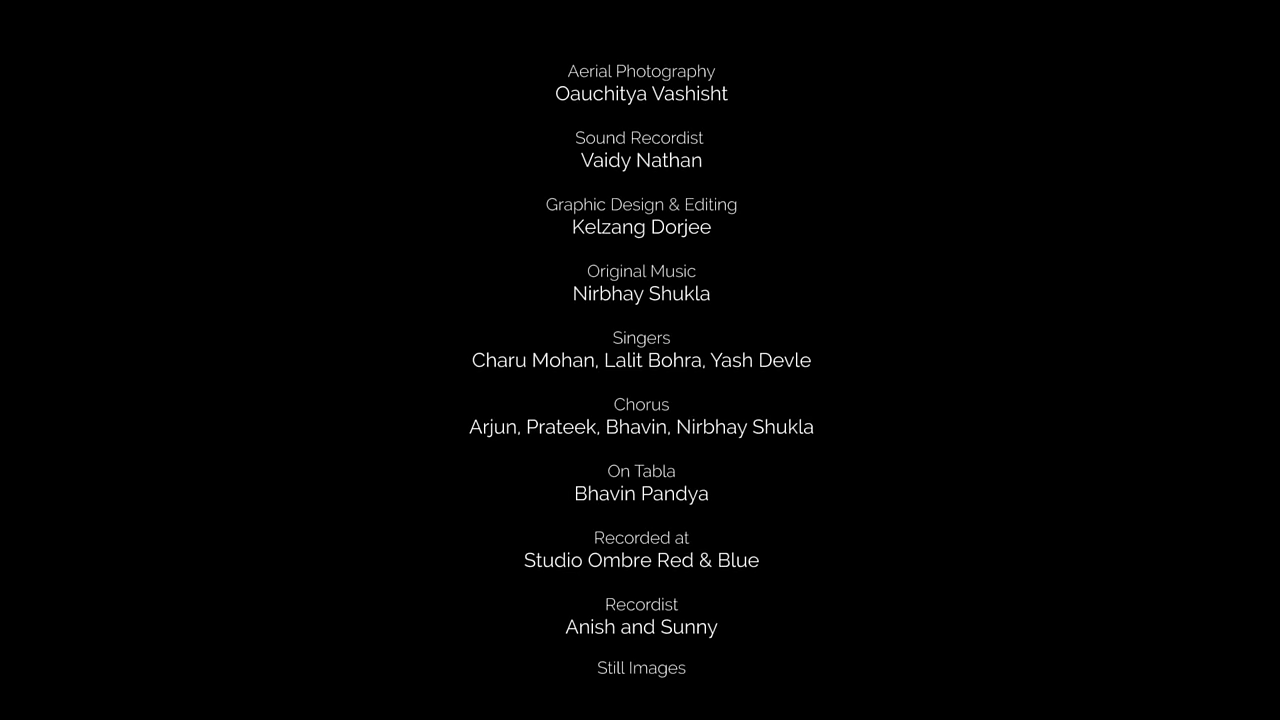 Aerial Photography
Oauchitya Vashisht
Sound Recordist
Vaidy Nathan
Graphic Design & Editing
Kelzang Dorjee
Original Music
Nirbhay Shukla
Singers
Charu Mohan, Lalit Bohra, Yash Devle
Chorus
Arjun, Prateek, Bhavin, Nirbhay Shukla
On Tabla
Bhavin Pandya
Recorded at
Studio Ombre Red & Blue
Recordist
Anish and Sunny
Still Images